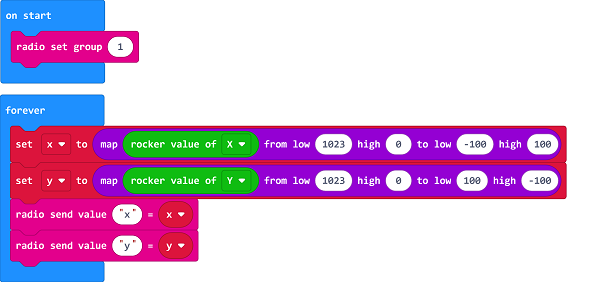 on start
radio set group 1
forever
set x to map rocker value of X from low 1023 high 0 to low -100 high 100
set y to map rocker value of Y from low 1023 high 0 to low 100 high -100
radio send value "x" = x
radio send value "y" = y